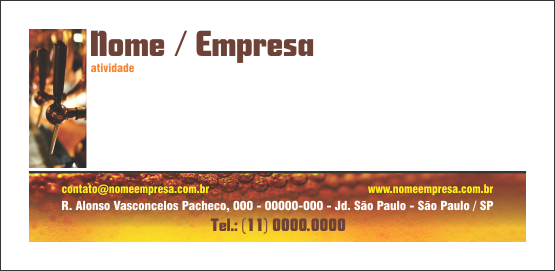 Nome / Empresa
atividade
contato@nomeempresa.com.br www.nomeempresa.com.br
R. Alonso Vasconcelos Pacheco, 000 - 00000-000 - Jd. São Paulo - São Paulo / SP
Tel.: (11) 0000.0000